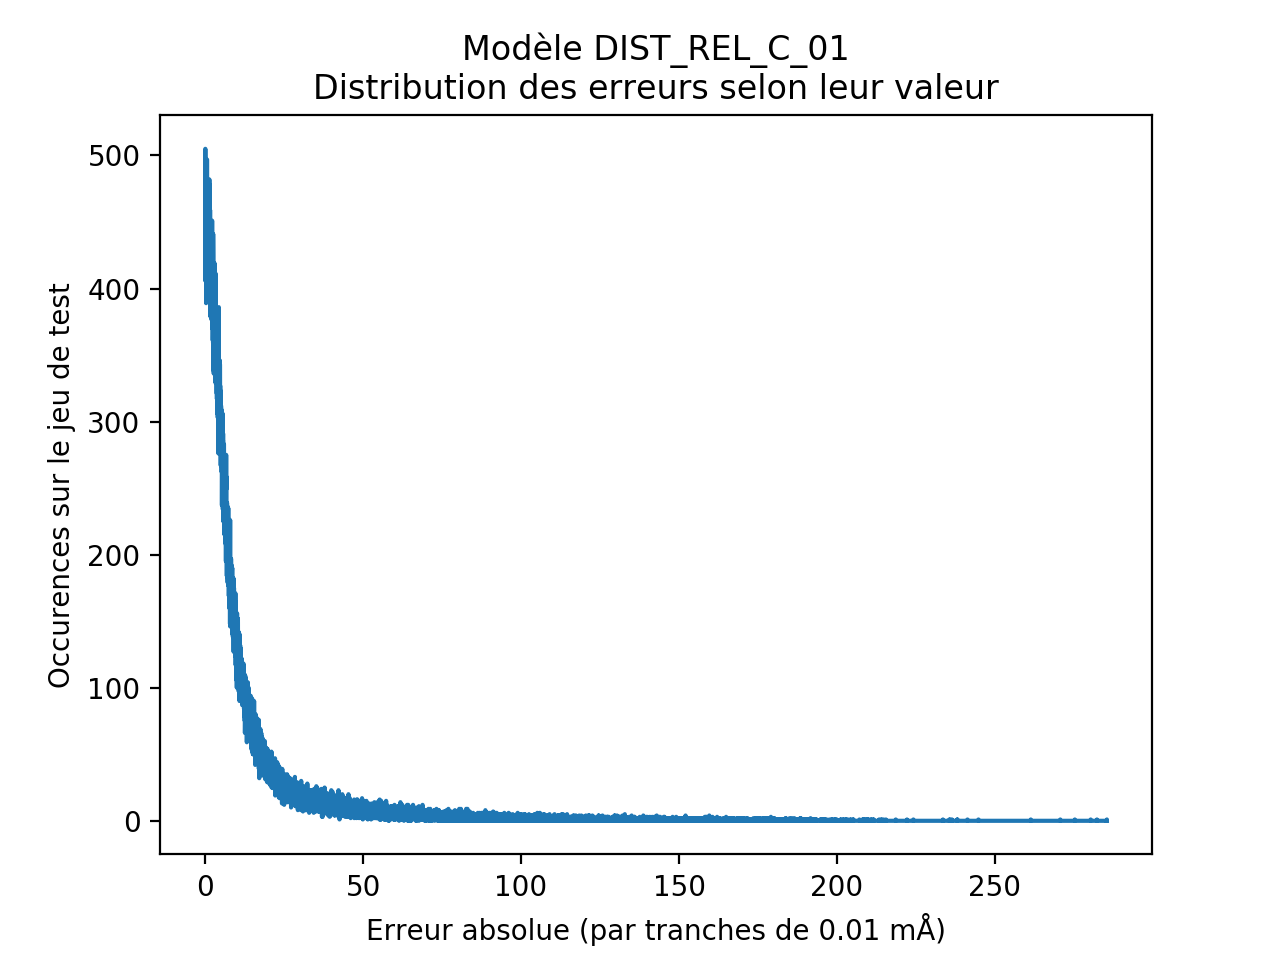 Modèle DIST_REL_C_01
Distribution des erreurs selon leur valeur
Occurences sur le jeu de test
500
400
300
200
100
0
0 50 100 150 200 250
Erreur absolue (par tranches de 0.01 mÅ)